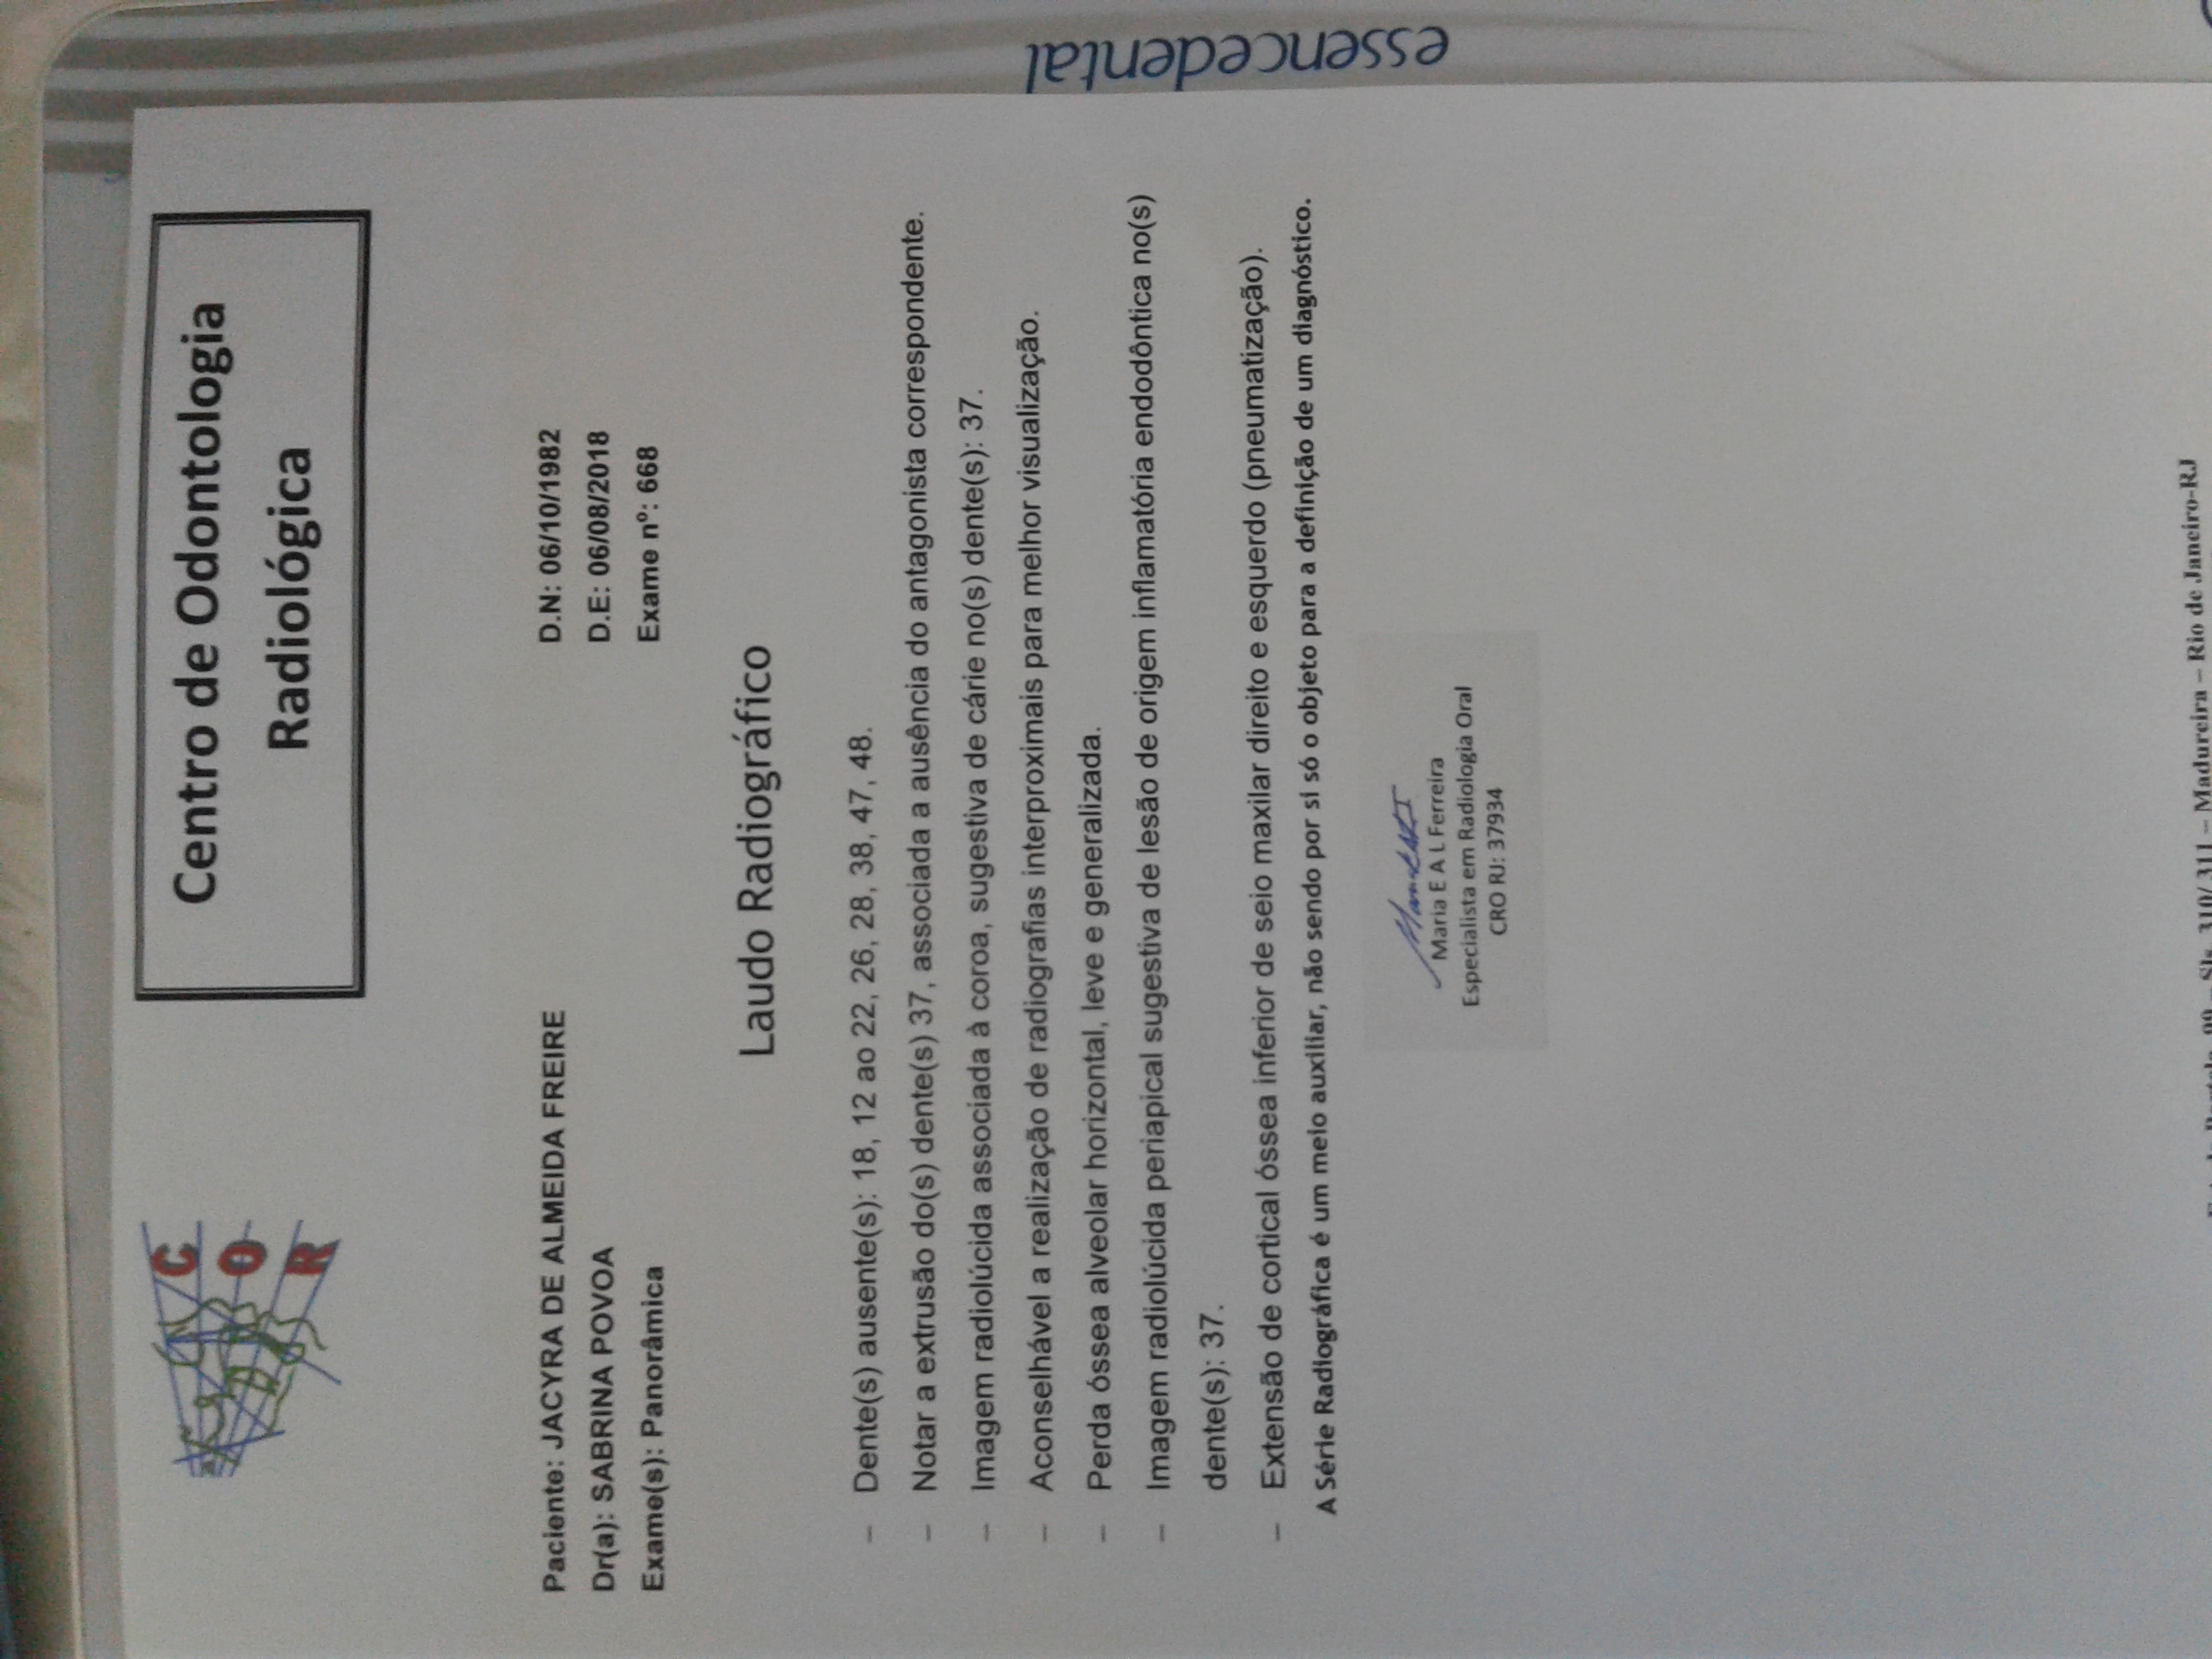 essencedental
C
O
R
Centro de Odontologia
Radiológica
Paciente: JACYRA DE ALMEIDA FREIRE D.N: 06/10/1982
Dr(a): SABRINA POVOA D.E: 06/08/2018
Exame(s): Panorâmica Exame nº: 668
Laudo Radiográfico
– Dente(s) ausente(s): 18, 12 ao 22, 26, 28, 38, 47, 48.
– Notar a extrusão do(s) dente(s) 37, associada a ausência do antagonista correspondente.
– Imagem radiolúcida associada à coroa, sugestiva de cárie no(s) dente(s): 37.
– Aconselhável a realização de radiografias interproximais para melhor visualização.
– Perda óssea alveolar horizontal, leve e generalizada.
– Imagem radiolúcida periapical sugestiva de lesão de origem inflamatória endodôntica no(s)
dente(s): 37.
– Extensão de cortical óssea inferior de seio maxilar direito e esquerdo (pneumatização).
A Série Radiográfica é um meio auxiliar, não sendo por si só o objeto para a definição de um diagnóstico.
Maria E A L Ferreira
Especialista em Radiologia Oral
CRO RJ: 37934
99 – Sls. 310/ 311 – Madureira – Rio de Janeiro-RJ